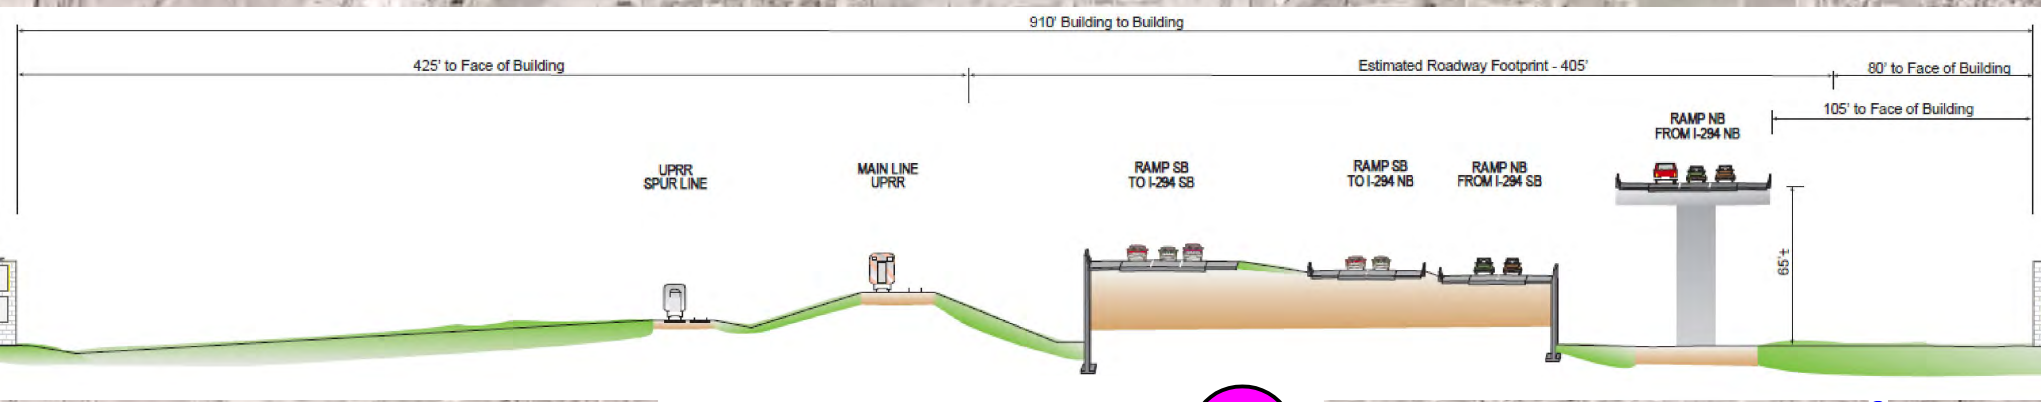 910' Building to Building
425' to Face of Building
Estimated Roadway Footprint - 405'
80' to Face of Building
105' to Face of Building
RAMP NB
FROM I-294 NB
UPRR
SPUR LINE
MAIN LINE
UPRR
RAMP SB
TO I-294 SB
RAMP SB
TO I-294 NB
RAMP NB
FROM I-294 SB
65'±